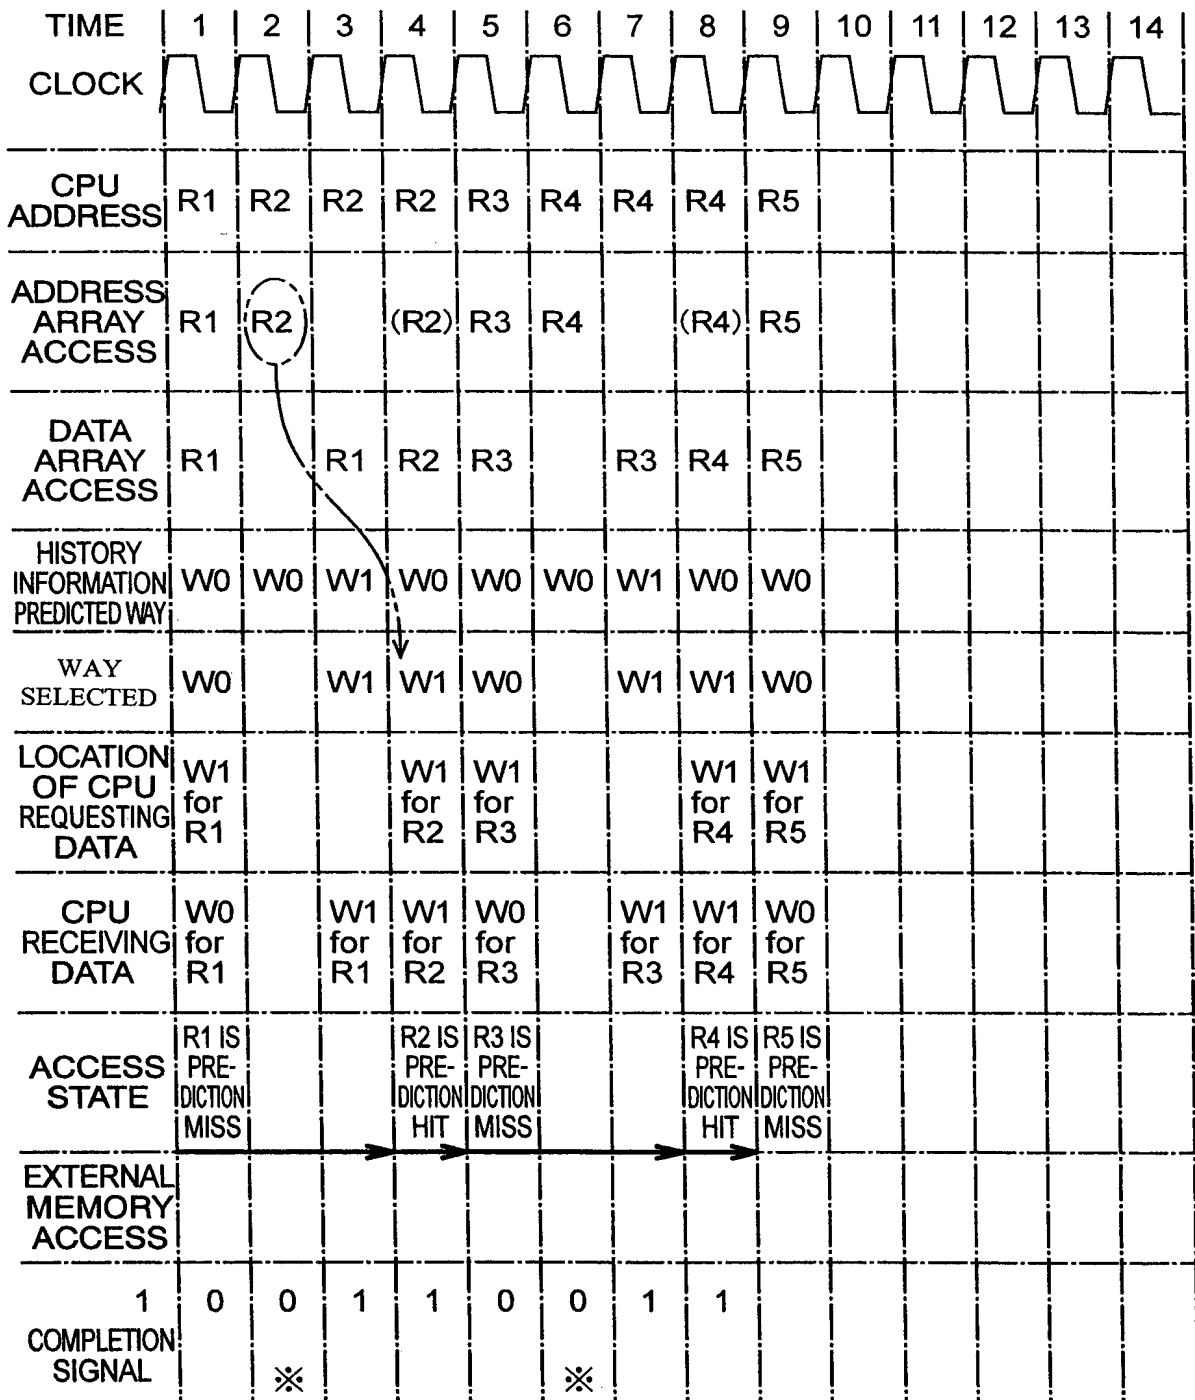 TIME 1 2 3 4 5 6 7 8 9 10 11 12 13 14
CLOCK
CPU
ADDRESS R1 R2 R2 R2 R3 R4 R4 R4 R5
ADDRESS
ARRAY
ACCESS R1 R2 (R2) R3 R4 (R4) R5
DATA
ARRAY
ACCESS R1 R1 R2 R3 R3 R4 R5
HISTORY
INFORMATION
PREDICTED WAY W0 W0 W1 W0 W0 W0 W1 W0 W0
WAY
SELECTED W0 W1 W1 W0 W1 W1 W0
LOCATION
OF CPU
REQUESTING
DATA
W1 W1 W1 W1 W1
for for for for for
R1 R2 R3 R4 R5
CPU
RECEIVING
DATA
W0 W1 W1 W0 W1 W1 W0
for for for for for for for
R1 R1 R2 R3 R3 R4 R5
ACCESS
STATE
R1 IS R2 IS R3 IS R4 IS R5 IS
PRE- PRE- PRE- PRE- PRE-
DICTION DICTION DICTION DICTION DICTION
MISS HIT MISS HIT MISS
EXTERNAL
MEMORY
ACCESS
1 0 0 1 1 0 0 1 1
COMPLETION
SIGNAL ※ ※